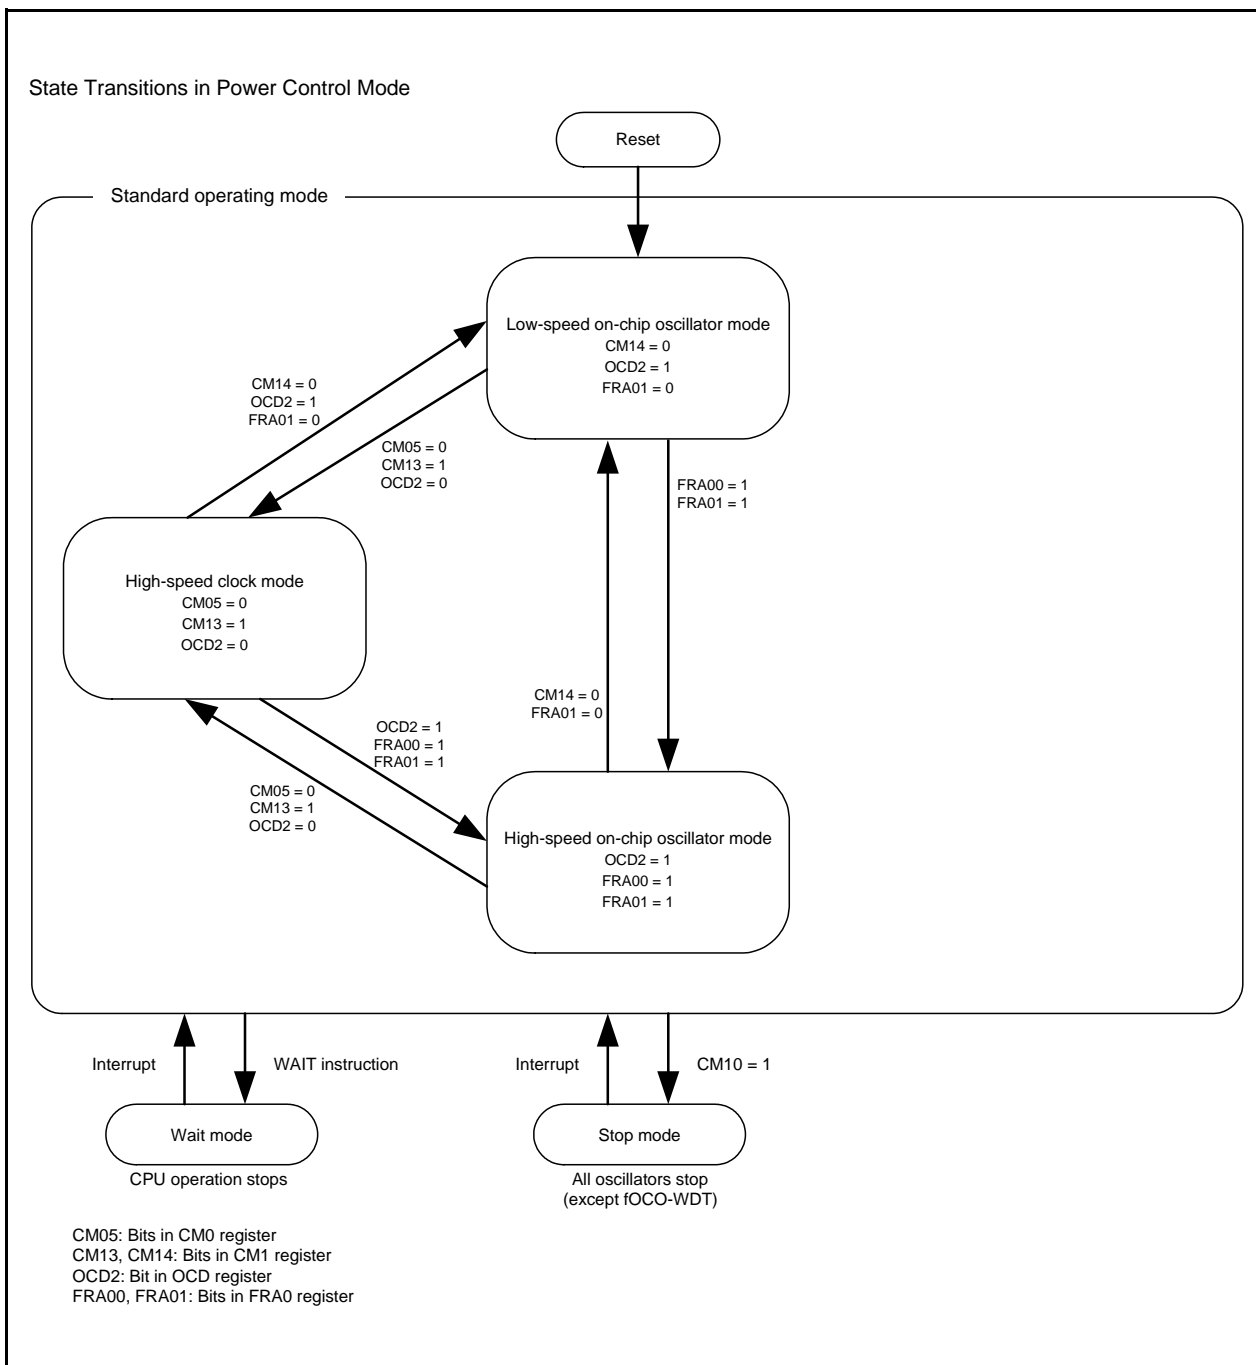 State Transitions in Power Control Mode
Reset
Standard operating mode
Low-speed on-chip oscillator mode
CM14 = 0
OCD2 = 1
FRA01 = 0
CM14 = 0
OCD2 = 1
FRA01 = 0
CM05 = 0
CM13 = 1
OCD2 = 0
FRA00 = 1
FRA01 = 1
High-speed clock mode
CM05 = 0
CM13 = 1
OCD2 = 0
CM14 = 0
FRA01 = 0
OCD2 = 1
FRA00 = 1
FRA01 = 1
CM05 = 0
CM13 = 1
OCD2 = 0
High-speed on-chip oscillator mode
OCD2 = 1
FRA00 = 1
FRA01 = 1
Interrupt
WAIT instruction
Interrupt
CM10 = 1
Wait mode
Stop mode
CPU operation stops
All oscillators stop
(except fOCO-WDT)
CM05: Bits in CM0 register
CM13, CM14: Bits in CM1 register
OCD2: Bit in OCD register
FRA00, FRA01: Bits in FRA0 register